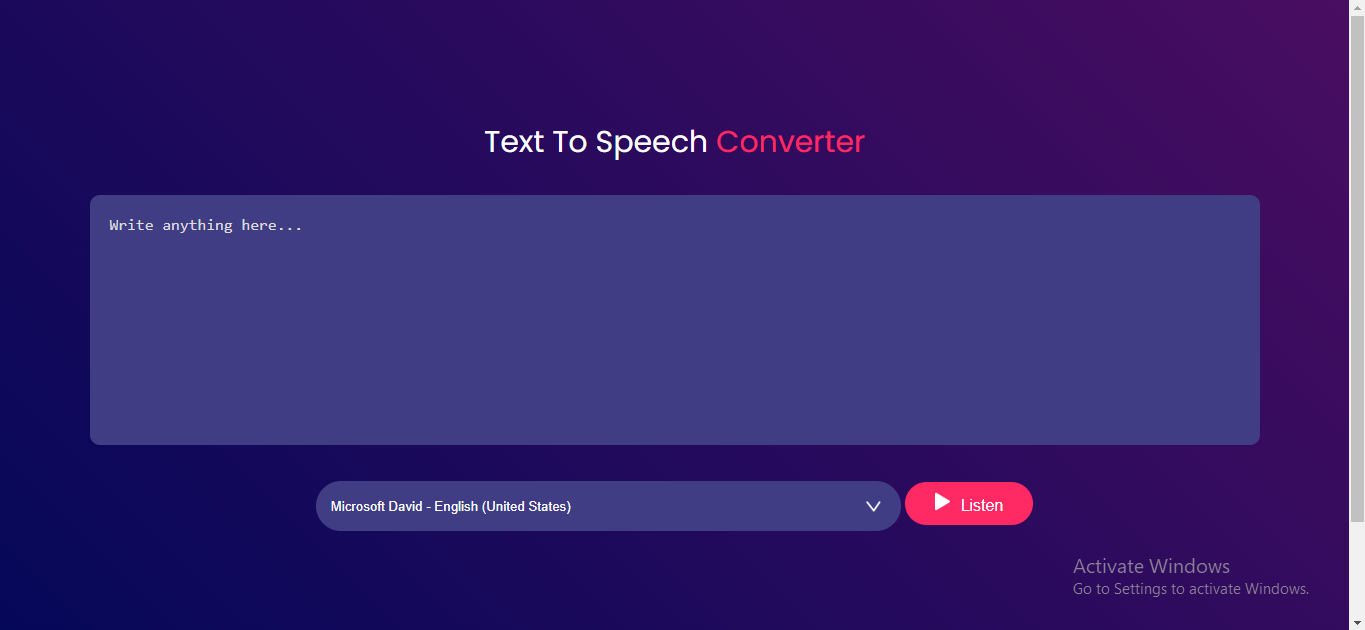 Text To Speech Converter
Write anything here...
Microsoft David - English (United States)
Listen
Activate Windows
Go to Settings to activate Windows.